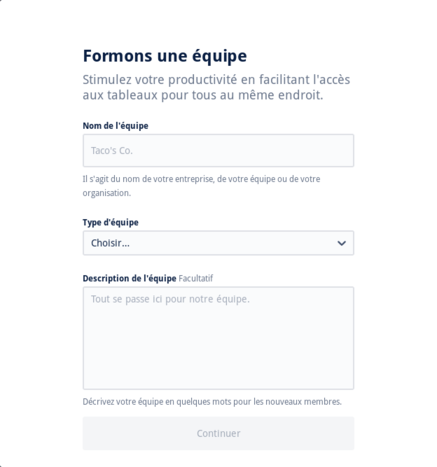 Formons une équipe
Stimulez votre productivité en facilitant l'accès
aux tableaux pour tous au même endroit.
Nom de l'équipe
Taco's Co.
Il s'agit du nom de votre entreprise, de votre équipe ou de votre
organisation.
Type d'équipe
Choisir...
Description de l'équipe Facultatif
Tout se passe ici pour notre équipe.
Décrivez votre équipe en quelques mots pour les nouveaux membres.
Continuer